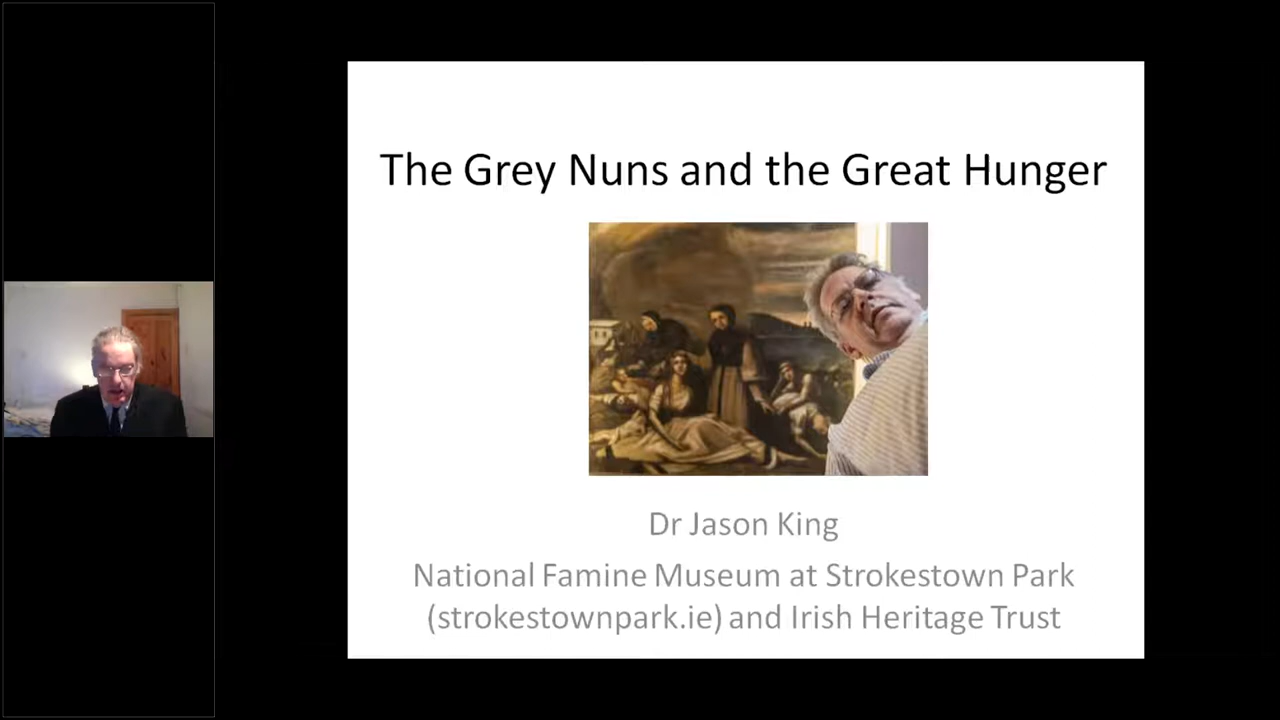 The Grey Nuns and the Great Hunger
Dr Jason King
National Famine Museum at Strokestown Park
(strokestownpark.ie) and Irish Heritage Trust